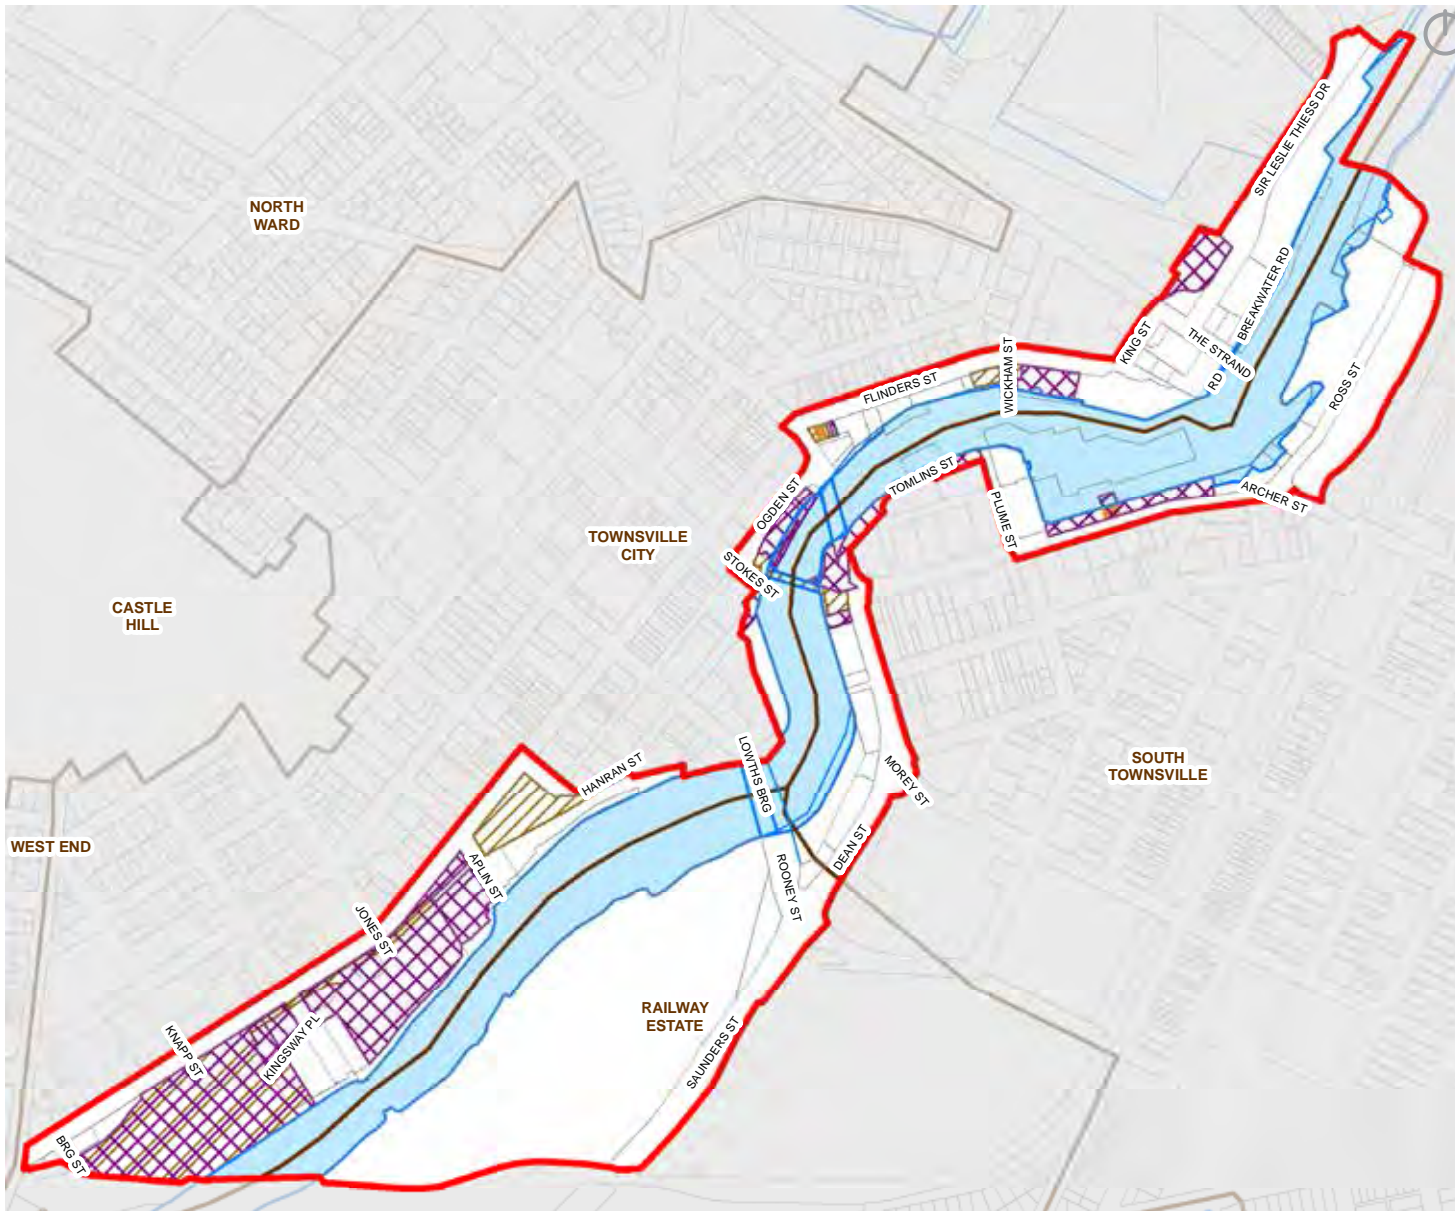 SIR LESLIE THIESS DR
NORTH
WARD
BREAKWATER RD
KING ST
THE STRAND
RD
WICKHAM ST
FLINDERS ST
ROSS ST
TOMLINS ST
OGDEN ST
PLUME ST
ARCHER ST
TOWNSVILLE
CITY
STOKES ST
CASTLE
HILL
SOUTH
TOWNSVILLE
HANRAN ST
LOWTHS BRG
MOREY ST
WEST END
DEAN ST
APLIN ST
ROONEY ST
JONES ST
RAILWAY
ESTATE
KNAPP ST
KINGSWAY PL
SAUNDERS ST
BRG ST